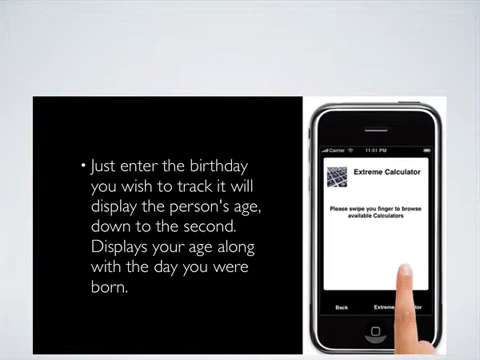 • Just enter the birthday
you wish to track it will
display the person's age,
down to the second.
Displays your age along
with the day you were
born.
Carrier 11:51 PM
Extreme Calculator
Please swipe you finger to browse
available Calculators
Back